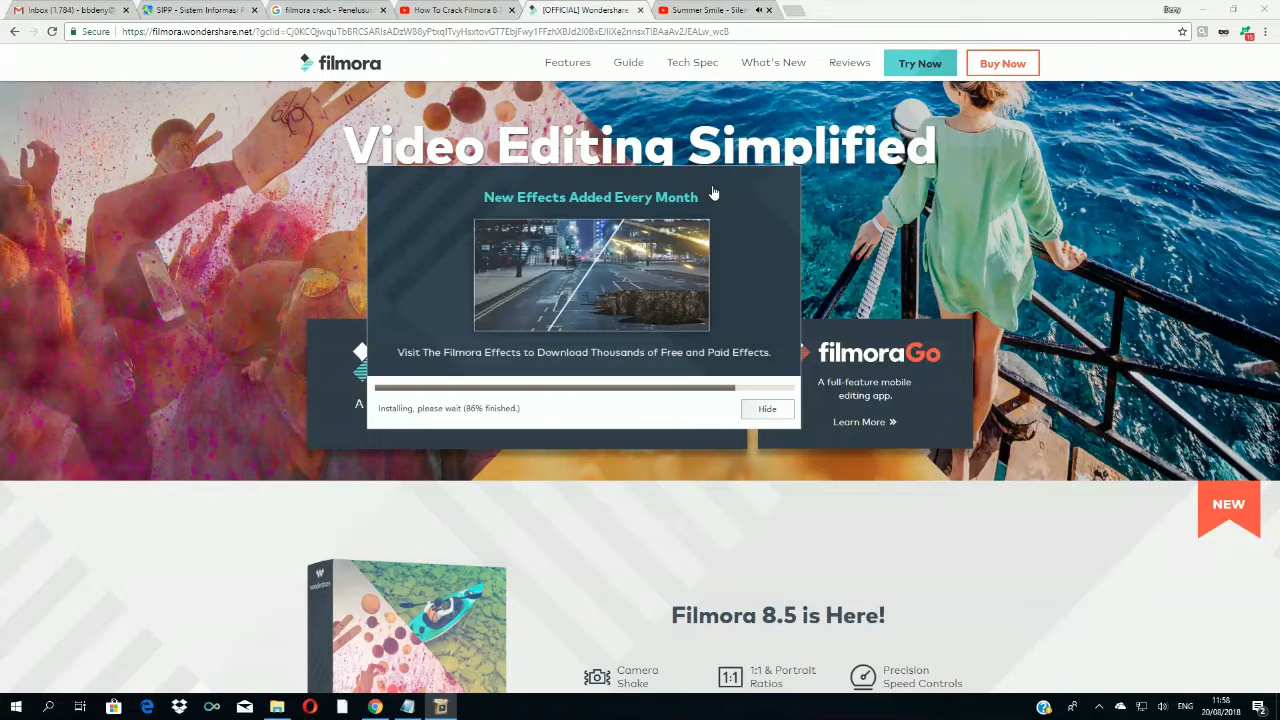 Inbox (1,784) - bbdeny@
SIPP - Sistem Informasi P
filmora crack - Penelusur
How To Crack Filmora 8.
[OFFICIAL] Wondershare
Summer Smile - Silen
Deny
Secure
https://filmora.wondershare.net/?gclid=
15
filmora
Features
Guide
Tech Spec
What's New
Reviews
Try Now
Buy Now
Video Editing Simplified
New Effects Added Every Month
Visit The Filmora Effects to Download Thousands of Free and Paid Effects.
Installing, please wait (86% finished.)
Hide
A
filmoraGo
A full-feature mobile
editing app.
Learn More »
NEW
wondershare
Filmora 8.5 is Here!
Camera
Shake
1:1
1:1 & Portrait
Ratios
Precision
Speed Controls
ENG
11:58
20/08/2018
2